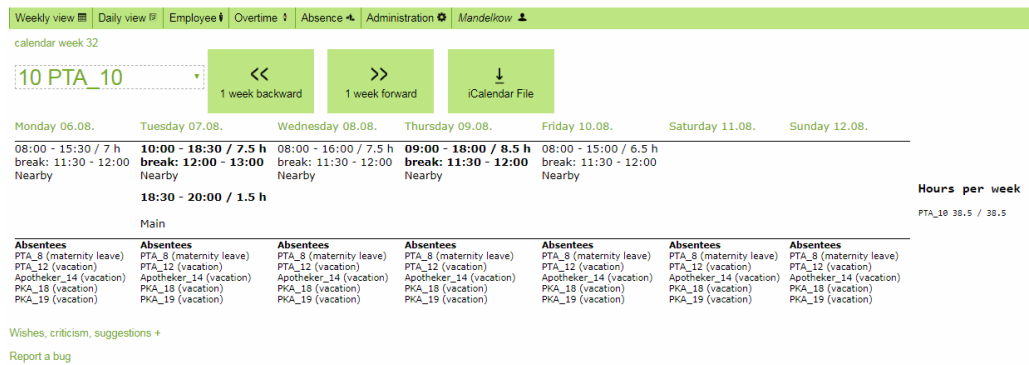 Weekly view Daily view Employee Overtime Absence Administration Mandelkow
calendar week 32
10 PTA_10
1 week backward 1 week forward iCalendar File
Monday 06.08. Tuesday 07.08. Wednesday 08.08. Thursday 09.08. Friday 10.08. Saturday 11.08. Sunday 12.08.
08:00 - 15:30 / 7 h 10:00 - 18:30 / 7.5 h 08:00 - 16:00 / 7.5 h 09:00 - 18:00 / 8.5 h 08:00 - 15:00 / 6.5 h
break: 11:30 - 12:00 break: 12:00 - 13:00 break: 11:30 - 12:00 break: 11:30 - 12:00 break: 11:30 - 12:00
Nearby Nearby Nearby Nearby Nearby
18:30 - 20:00 / 1.5 h
Main
Hours per week
PTA_10 38.5 / 38.5
Absentees Absentees Absentees Absentees Absentees Absentees Absentees
PTA_8 (maternity leave) PTA_8 (maternity leave) PTA_8 (maternity leave) PTA_8 (maternity leave) PTA_8 (maternity leave) PTA_8 (maternity leave) PTA_8 (maternity leave)
PTA_12 (vacation) PTA_12 (vacation) PTA_12 (vacation) PTA_12 (vacation) PTA_12 (vacation) PTA_12 (vacation) PTA_12 (vacation)
Apotheker_14 (vacation) Apotheker_14 (vacation) Apotheker_14 (vacation) Apotheker_14 (vacation) Apotheker_14 (vacation) Apotheker_14 (vacation) Apotheker_14 (vacation)
PKA_18 (vacation) PKA_18 (vacation) PKA_18 (vacation) PKA_18 (vacation) PKA_18 (vacation) PKA_18 (vacation) PKA_18 (vacation)
PKA_19 (vacation) PKA_19 (vacation) PKA_19 (vacation) PKA_19 (vacation) PKA_19 (vacation) PKA_19 (vacation) PKA_19 (vacation)
Wishes, criticism, suggestions +
Report a bug